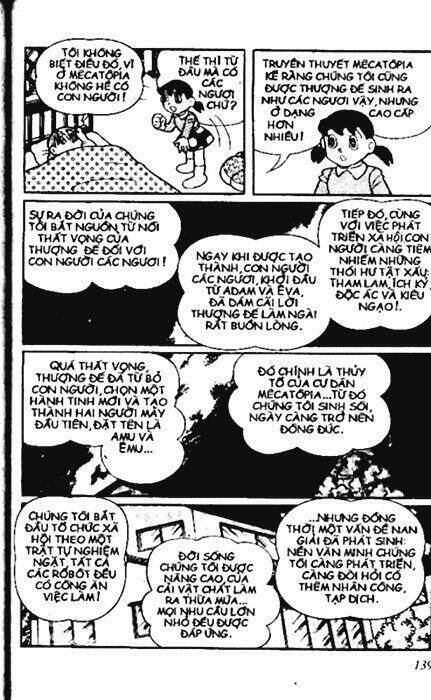 TÔI KHÔNG
BIẾT ĐIỀU ĐÓ, VÌ
Ở MÊCATÔPIA
KHÔNG HỀ CÓ
CON NGƯỜI!
THẾ THÌ TỪ
ĐÂU MÀ CÓ
CÁC
NGƯƠI
CHỨ?
TRUYỀN THUYẾT MÊCATÔPIA
KỂ RẰNG CHÚNG TÔI CŨNG
ĐƯỢC THƯỢNG ĐẾ SINH RA
NHƯ CÁC NGƯƠI VẬY, NHƯNG
Ở DẠNG CAO CẤP
HƠN
NHIỀU!
SỰ RA ĐỜI CỦA CHÚNG
TÔI BẮT NGUỒN TỪ NỖI
THẤT VỌNG CỦA
THƯỢNG ĐẾ ĐỐI VỚI
CON NGƯỜI CÁC NGƯƠI!
NGAY KHI ĐƯỢC TẠO
THÀNH, CON NGƯỜI
CÁC NGƯƠI, KHỞI ĐẦU
TỪ ADAM VÀ ÊVA,
ĐÃ DÁM CÃI LỜI
THƯỢNG ĐẾ LÀM NGÀI
RẤT BUỒN LÒNG.
TIẾP ĐÓ, CÙNG
VỚI VIỆC PHÁT
TRIỂN XÃ HỘI CON
NGƯỜI CÀNG TIÊM
NHIỄM NHỮNG
THÓI HƯ TẬT XẤU:
THAM LAM, ÍCH KỶ,
ĐỘC ÁC VÀ KIÊU
NGẠO!.
QUÁ THẤT VỌNG,
THƯỢNG ĐẾ ĐÃ TỪ BỎ
CON NGƯỜI, CHỌN MỘT
HÀNH TINH MỚI VÀ TẠO
THÀNH HAI NGƯỜI MÁY
ĐẦU TIÊN, ĐẶT TÊN LÀ
AMU VÀ
ÊMU...
ĐÓ CHÍNH LÀ THỦY
TỔ CỦA CƯ DÂN
MÊCATÔPIA...TỪ ĐÓ
CHÚNG TÔI SINH SÔI,
NGÀY CÀNG TRỞ NÊN
ĐÔNG ĐÚC.
CHÚNG TÔI BẮT
ĐẦU TỔ CHỨC XÃ
HỘI THEO MỘT
TRẬT TỰ NGHIÊM
NGẶT, TẤT CẢ
CÁC RÔBỐT ĐỀU
CÓ CÔNG ĂN
VIỆC LÀM!
ĐỜI SỐNG
CHÚNG TÔI ĐƯỢC
NÂNG CAO, CỦA
CẢI VẬT CHẤT LÀM
RA THỪA MỨA...
MỌI NHU CẦU LỚN
NHỎ ĐỀU ĐƯỢC
ĐÁP ỨNG.
...NHƯNG ĐỒNG
THỜI, MỘT VẤN ĐỀ NAN
GIẢI ĐÃ PHÁT SINH:
NỀN VĂN MINH CHÚNG
TÔI CÀNG PHÁT TRIỂN,
CÀNG ĐÒI HỎI CÓ
THÊM NHÂN CÔNG,
TẠP DỊCH.
139